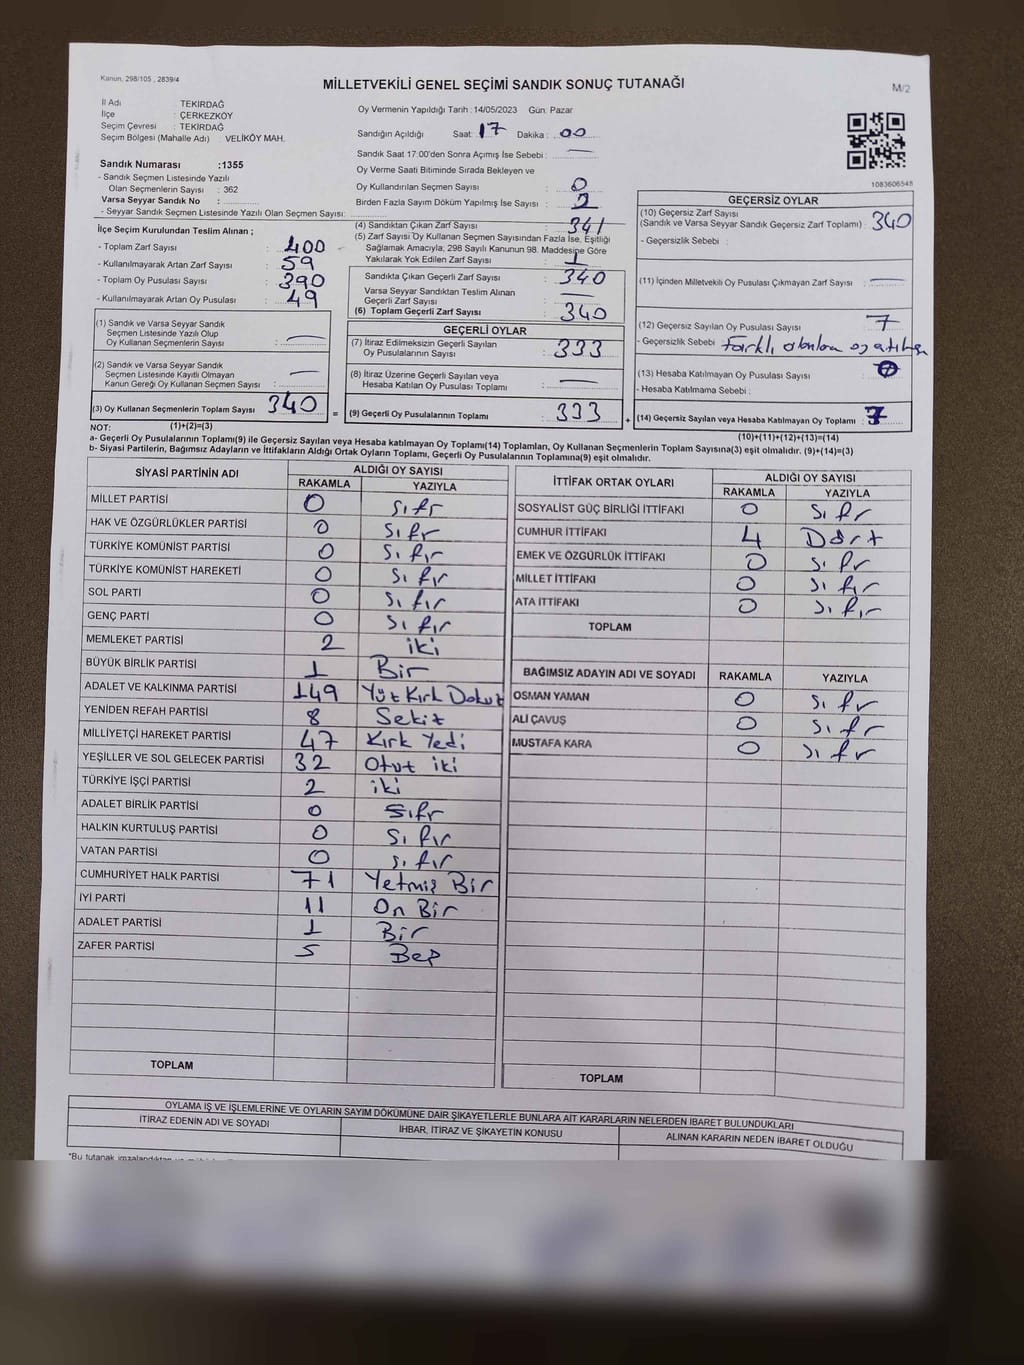 Kanun, 298/105 , 2839/4
MİLLETVEKİLİ GENEL SEÇİMİ SANDIK SONUÇ TUTANAĞI
M/2
İl Adı : TEKİRDAĞ
İlçe : ÇERKEZKÖY
Seçim Çevresi : TEKİRDAĞ
Seçim Bölgesi (Mahalle Adı) : VELİKÖY MAH.
Sandık Numarası :1355
- Sandık Seçmen Listesinde Yazılı
Olan Seçmenlerin Sayısı : 362
Varsa Seyyar Sandık No :
- Seyyar Sandık Seçmen Listesinde Yazılı Olan Seçmen Sayısı:
Oy Vermenin Yapıldığı Tarih : 14/05/2023 Gün: Pazar
Sandığın Açıldığı Saat: 17 Dakika : 00
Sandık Saat 17:00'den Sonra Açımış İse Sebebi : —
Oy Verme Saati Bitiminde Sırada Bekleyen ve
Oy Kullandırılan Seçmen Sayısı : 0
Birden Fazla Sayım Döküm Yapılmış İse Sayısı : 2
1083606548
İlçe Seçim Kurulundan Teslim Alınan ;
- Toplam Zarf Sayısı : 400
- Kullanılmayarak Artan Zarf Sayısı : 59
- Toplam Oy Pusulası Sayısı : 390
- Kullanılmayarak Artan Oy Pusulası : 49
(1) Sandık ve Varsa Seyyar Sandık
Seçmen Listesinde Yazılı Olup
Oy Kullanan Seçmenlerin Sayısı : —
(2) Sandık ve Varsa Seyyar Sandık
Seçmen Listesinde Kayıtlı Olmayan
Kanun Gereği Oy Kullanan Seçmen Sayısı : —
(3) Oy Kullanan Seçmenlerin Toplam Sayısı 340
(4) Sandıktan Çıkan Zarf Sayısı : 341
(5) Zarf Sayısı Oy Kullanan Seçmen Sayısından Fazla İse, Eşitliği
Sağlamak Amacıyla, 298 Sayılı Kanunun 98. Maddesine Göre
Yakılarak Yok Edilen Zarf Sayısı : 1
Sandıkta Çıkan Geçerli Zarf Sayısı : 340
Varsa Seyyar Sandıktan Teslim Alınan
Geçerli Zarf Sayısı : —
(6) Toplam Geçerli Zarf Sayısı : 340
GEÇERLİ OYLAR
(7) İtiraz Edilmeksizin Geçerli Sayılan
Oy Pusulalarının Sayısı : 333
(8) İtiraz Üzerine Geçerli Sayılan veya
Hesaba Katılan Oy Pusulası Toplamı : —
= (9) Geçerli Oy Pusulalarının Toplamı : 333 +
GEÇERSİZ OYLAR
(10) Geçersiz Zarf Sayısı
(Sandık ve Varsa Seyyar Sandık Geçersiz Zarf Toplamı) : 340
- Geçersizlik Sebebi :
(11) İçinden Milletvekili Oy Pusulası Çıkmayan Zarf Sayısı : —
(12) Geçersiz Sayılan Oy Pusulası Sayısı : 7
- Geçersizlik Sebebi : Farklı
(13) Hesaba Katılmayan Oy Pusulası Sayısı :
- Hesaba Katılmama Sebebi :
(14) Geçersiz Sayılan veya Hesaba Katılmayan Oy Toplamı : 7
NOT: (1)+(2)=(3)
(10)+(11)+(12)+(13)=(14)
a- Geçerli Oy Pusulalarının Toplamı(9) ile Geçersiz Sayılan veya Hesaba katılmayan Oy Toplamı(14) Toplamları, Oy Kullanan Seçmenlerin Toplam Sayısına(3) eşit olmalıdır. (9)+(14)=(3)
b- Siyasi Partilerin, Bağımsız Adayların ve İttifakların Aldığı Ortak Oyların Toplamı, Geçerli Oy Pusulalarının Toplamına(9) eşit olmalıdır.
SİYASİ PARTİNİN ADI ALDIĞI OY SAYISI
RAKAMLA YAZIYLA
MİLLET PARTİSİ 0 sıfır
HAK VE ÖZGÜRLÜKLER PARTİSİ 0 sıfır
TÜRKİYE KOMÜNİST PARTİSİ 0 sıfır
TÜRKİYE KOMÜNİST HAREKETİ 0 sıfır
SOL PARTİ 0 sıfır
GENÇ PARTİ 0 sıfır
MEMLEKET PARTİSİ 2 iki
BÜYÜK BİRLİK PARTİSİ 1 Bir
ADALET VE KALKINMA PARTİSİ 149 Yüz Kırk Dokuz
YENİDEN REFAH PARTİSİ 8 Sekiz
MİLLİYETÇİ HAREKET PARTİSİ 47 Kırk Yedi
YEŞİLLER VE SOL GELECEK PARTİSİ 32 Otuz iki
TÜRKİYE İŞÇİ PARTİSİ 2 iki
ADALET BİRLİK PARTİSİ 0 sıfır
HALKIN KURTULUŞ PARTİSİ 0 sıfır
VATAN PARTİSİ 0 sıfır
CUMHURİYET HALK PARTİSİ 71 Yetmiş Bir
İYİ PARTİ 11 On Bir
ADALET PARTİSİ 1 Bir
ZAFER PARTİSİ 5 Beş
TOPLAM
İTTİFAK ORTAK OYLARI ALDIĞI OY SAYISI
RAKAMLA YAZIYLA
SOSYALİST GÜÇ BİRLİĞİ İTTİFAKI 0 sıfır
CUMHUR İTTİFAKI 4 Dört
EMEK VE ÖZGÜRLÜK İTTİFAKI 0 sıfır
MİLLET İTTİFAKI 0 sıfır
ATA İTTİFAKI 0 sıfır
TOPLAM
BAĞIMSIZ ADAYIN ADI VE SOYADI RAKAMLA YAZIYLA
OSMAN YAMAN 0 sıfır
ALİ ÇAVUŞ 0 sıfır
MUSTAFA KARA 0 sıfır
TOPLAM
OYLAMA İŞ VE İŞLEMLERİNE VE OYLARIN SAYIM DÖKÜMÜNE DAİR ŞİKAYETLERLE BUNLARA AİT KARARLARIN NELERDEN İBARET BULUNDUKLARI
İTİRAZ EDENİN ADI VE SOYADI İHBAR, İTİRAZ VE ŞİKAYETİN KONUSU ALINAN KARARIN NEDEN İBARET OLDUĞU
*Bu tutanak